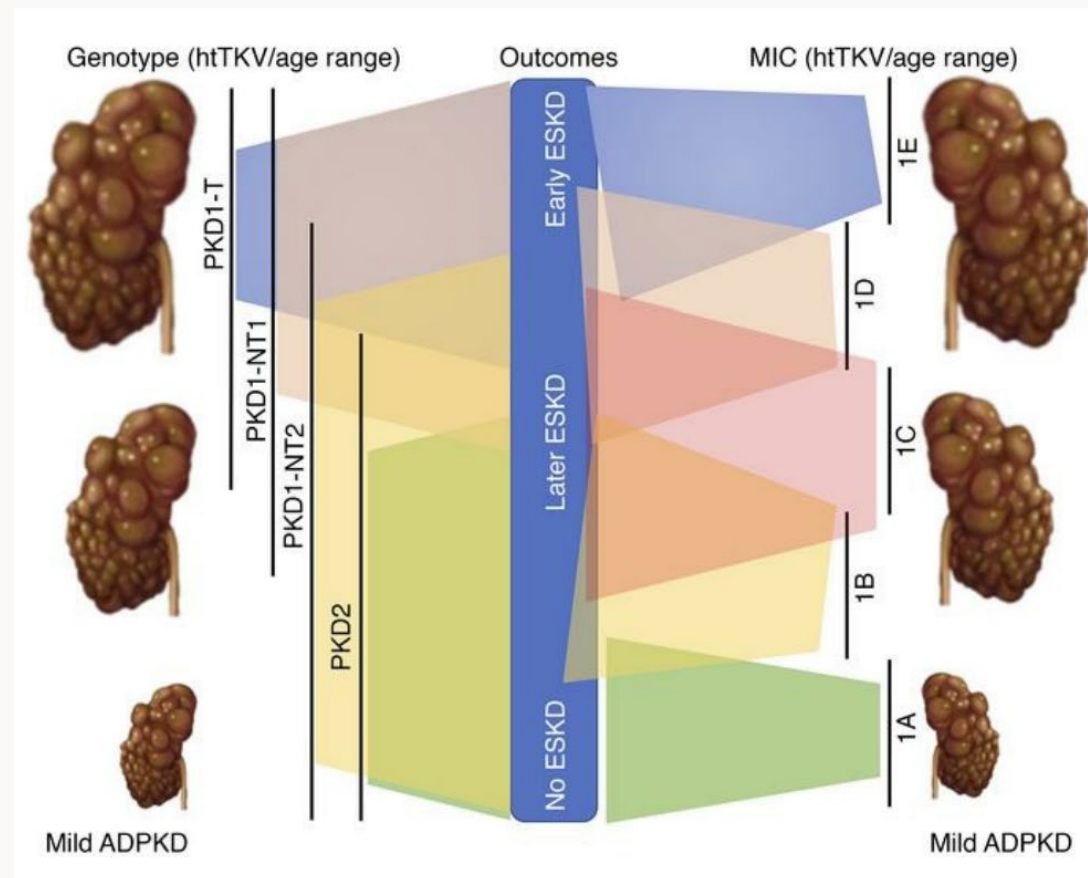 Genotype (htTKV/age range)
Outcomes
MIC (htTKV/age range)
PKD1-T
PKD1-NT1
PKD1-NT2
PKD2
Early ESKD
Later ESKD
No ESKD
1E
1D
1C
1B
1A
Mild ADPKD
Mild ADPKD